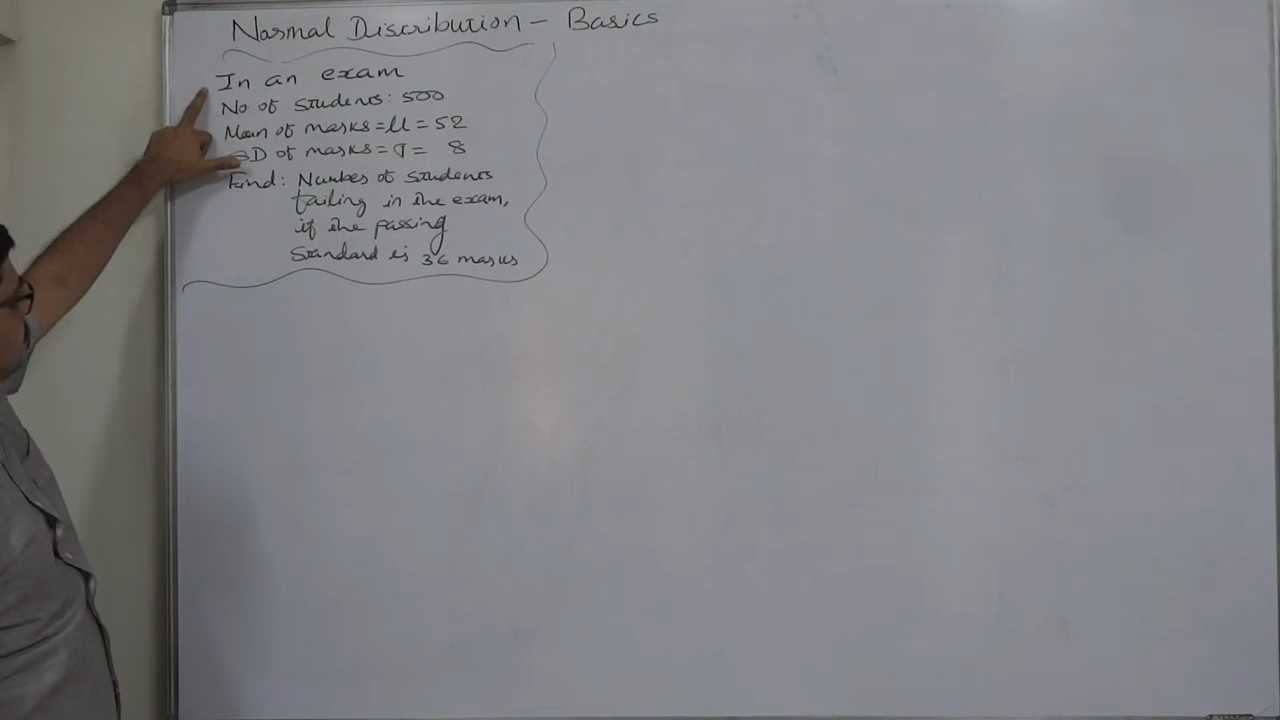 Normal Discribution - Basics
In an exam
No of students: 500
Mean of marks = μ = 52
SD of marks = σ = 8
Find: Number of students
failing in the exam,
if the passing
Standard is 36 marks